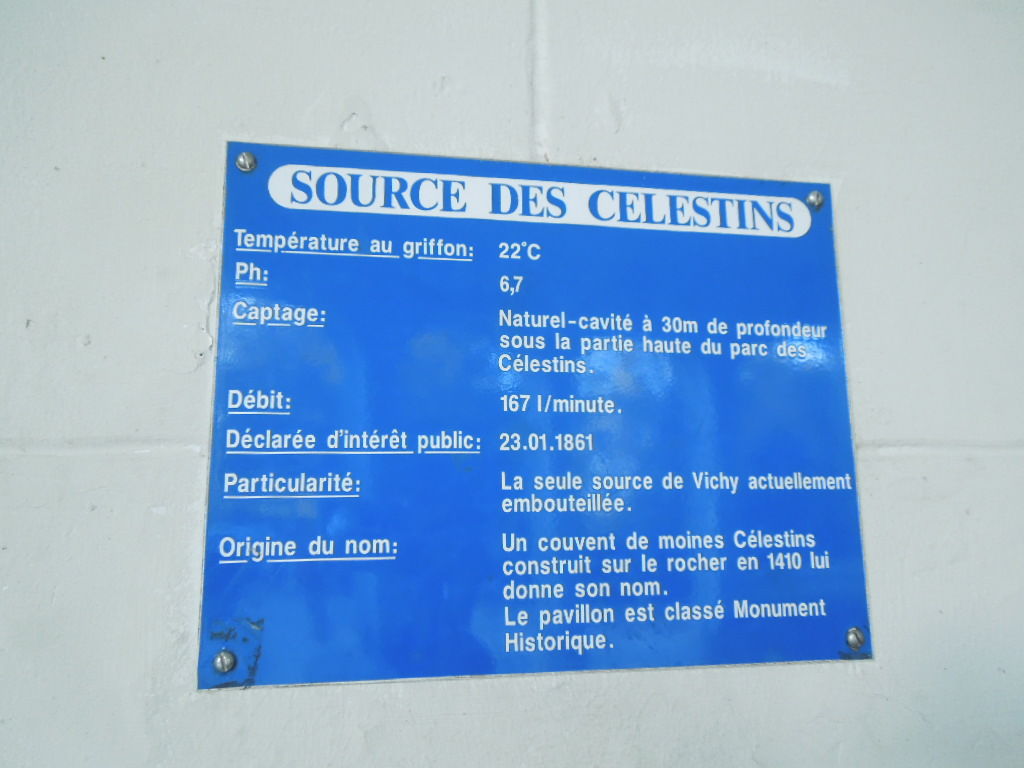 SOURCE DES CELESTINS
Température au griffon: 22°C
Ph: 6,7
Captage: Naturel-cavité à 30m de profondeur
sous la partie haute du parc des
Célestins.
Débit: 167 l/minute.
Déclarée d'intérêt public: 23.01.1861
Particularité: La seule source de Vichy actuellement
embouteillée.
Origine du nom: Un couvent de moines Célestins
construit sur le rocher en 1410 lui
donne son nom.
Le pavillon est classé Monument
Historique.